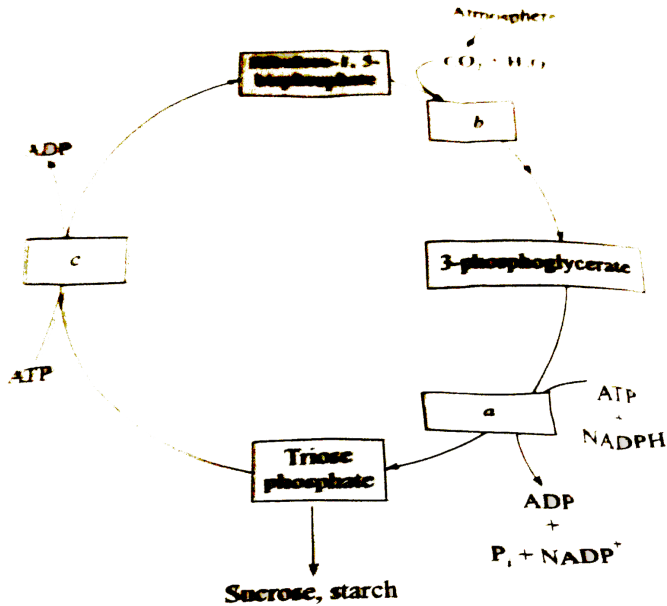 Atmosphere
Ribulose-1, 5-
bisphosphate
CO₂ + H₂O
b
ADP
c
3-phosphoglycerate
ATP
a
ATP
+
NADPH
Triose
phosphate
ADP
+
Pᵢ + NADP⁺
Sucrose, starch